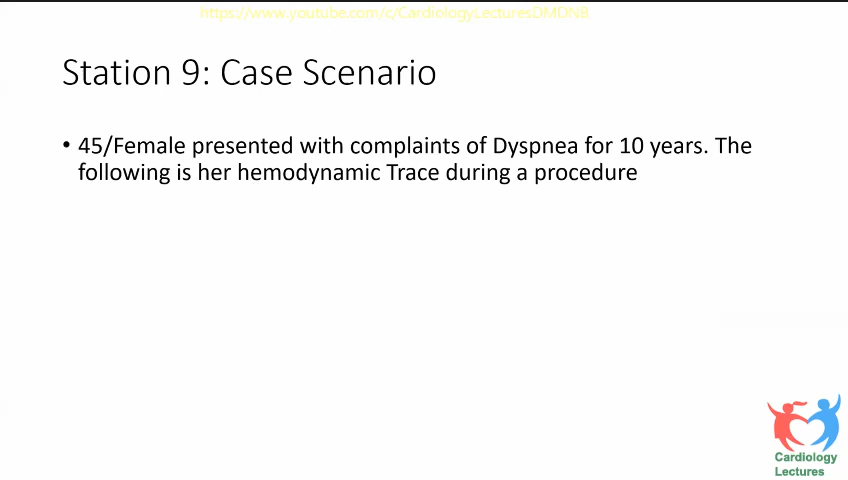 https://www.youtube.com/c/CardiologyLecturesDMDNB
Station 9: Case Scenario
• 45/Female presented with complaints of Dyspnea for 10 years. The
following is her hemodynamic Trace during a procedure
Cardiology
Lectures